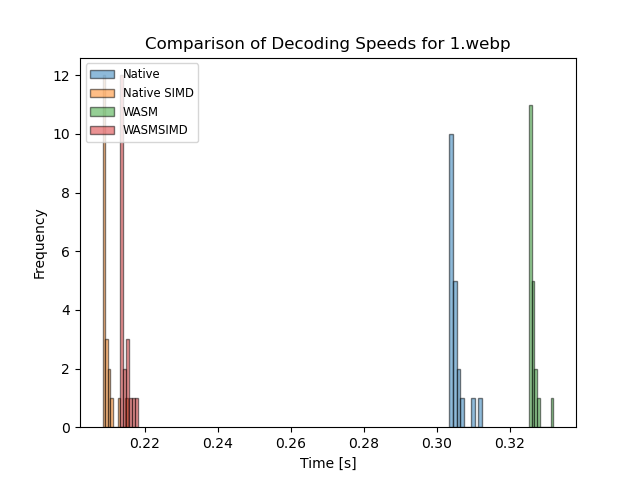 Comparison of Decoding Speeds for 1.webp
12
10
8
6
4
2
0
Frequency
Native
Native SIMD
WASM
WASMSIMD
0.22 0.24 0.26 0.28 0.30 0.32
Time [s]